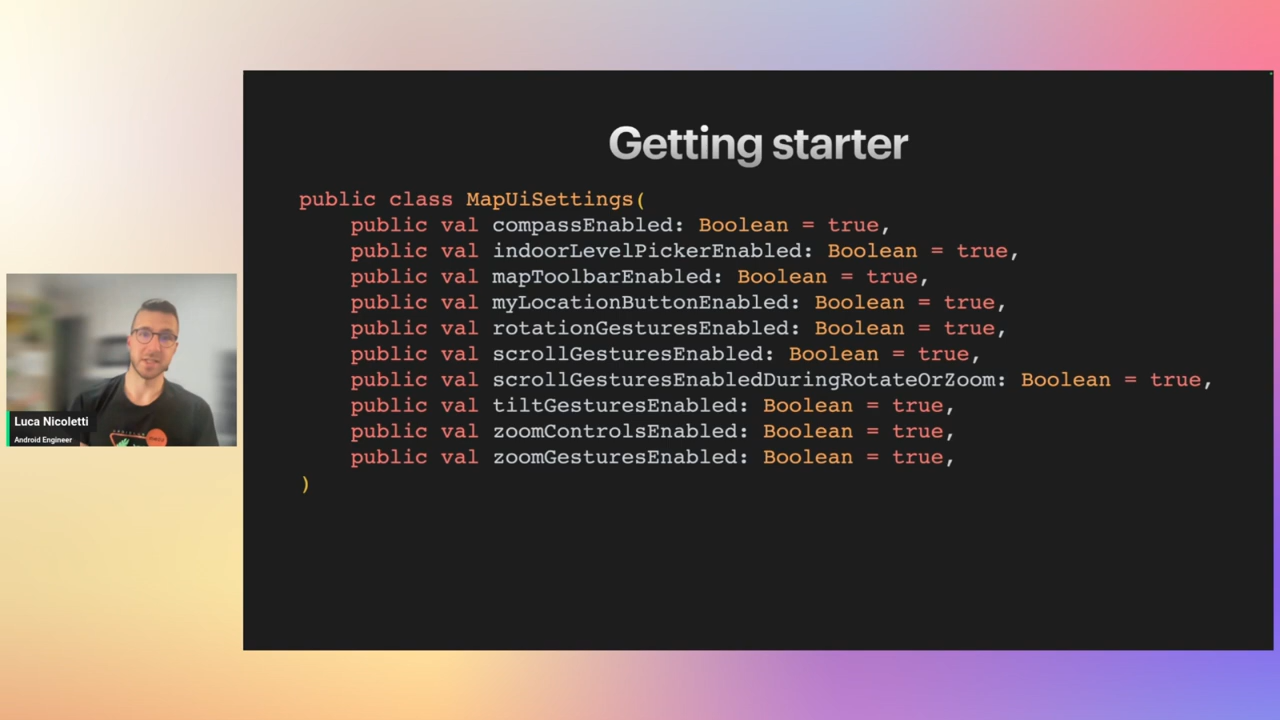 Getting starter
public class MapUiSettings(
    public val compassEnabled: Boolean = true,
    public val indoorLevelPickerEnabled: Boolean = true,
    public val mapToolbarEnabled: Boolean = true,
    public val myLocationButtonEnabled: Boolean = true,
    public val rotationGesturesEnabled: Boolean = true,
    public val scrollGesturesEnabled: Boolean = true,
    public val scrollGesturesEnabledDuringRotateOrZoom: Boolean = true,
    public val tiltGesturesEnabled: Boolean = true,
    public val zoomControlsEnabled: Boolean = true,
    public val zoomGesturesEnabled: Boolean = true,
)
Luca Nicoletti
Android Engineer